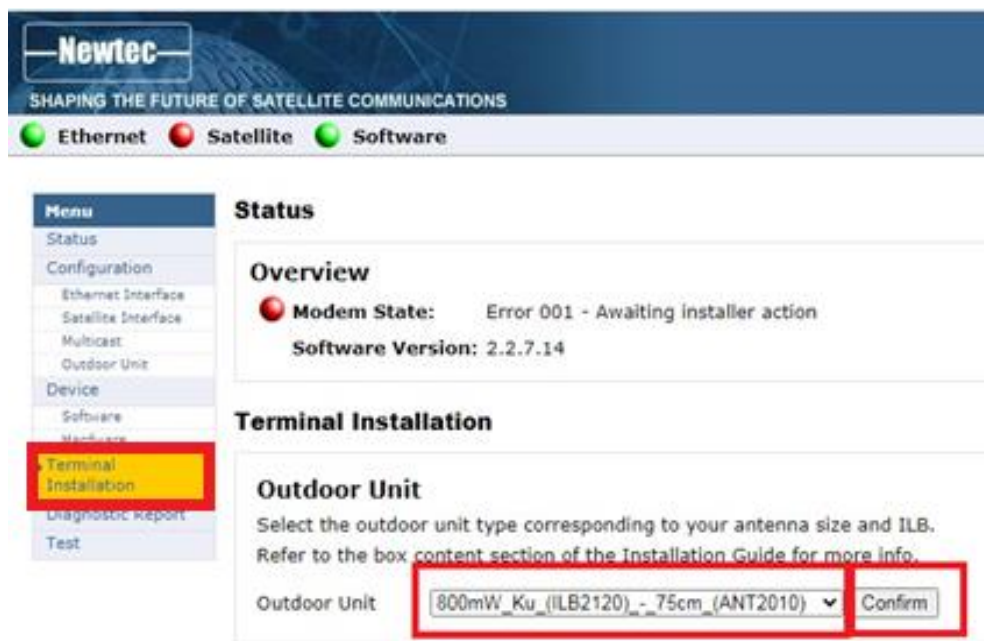 Newtec
SHAPING THE FUTURE OF SATELLITE COMMUNICATIONS
Ethernet Satellite Software
Menu
Status
Configuration
Ethernet Interface
Satellite Interface
Multicast
Outdoor Unit
Device
Software
Hardware
Terminal
Installation
Diagnostic Report
Test
Status
Overview
Modem State: Error 001 - Awaiting installer action
Software Version: 2.2.7.14
Terminal Installation
Outdoor Unit
Select the outdoor unit type corresponding to your antenna size and ILB.
Refer to the box content section of the Installation Guide for more info.
Outdoor Unit 800mW_Ku_(ILB2120)_-_75cm_(ANT2010) Confirm